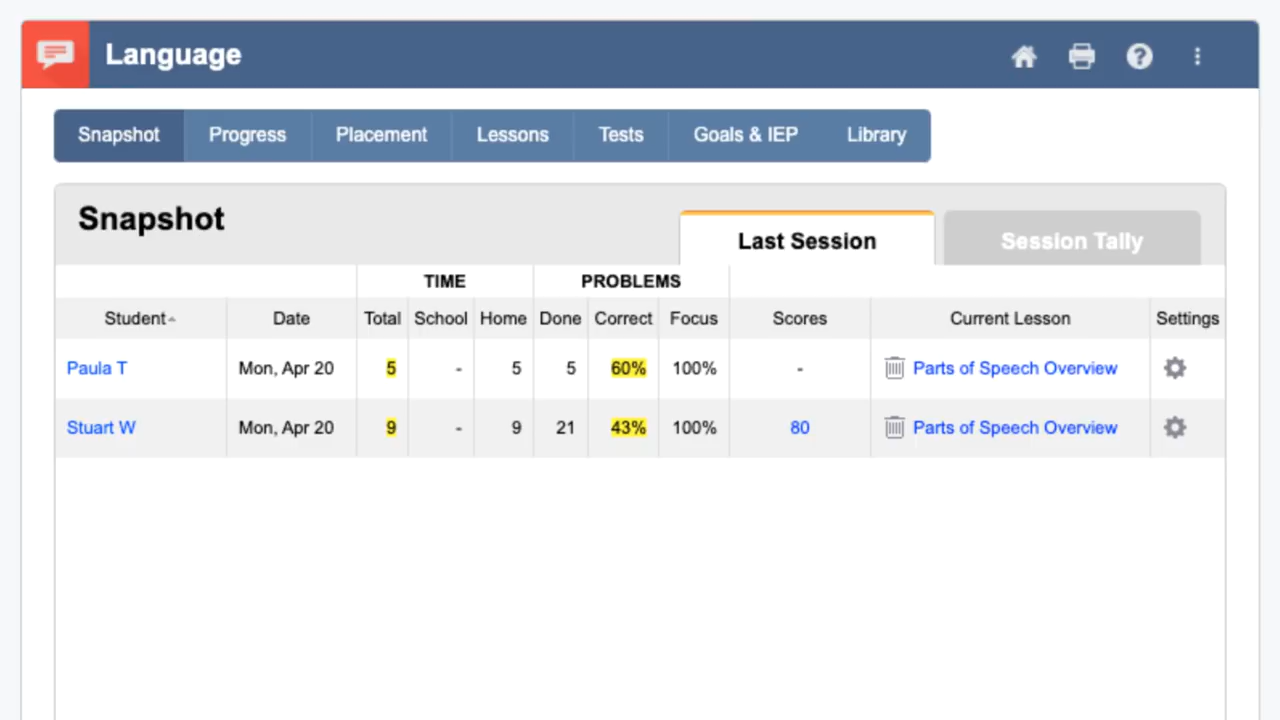 Language
Snapshot Progress Placement Lessons Tests Goals & IEP Library
Snapshot
Last Session Session Tally
TIME PROBLEMS
Student Date Total School Home Done Correct Focus Scores Current Lesson Settings
Paula T Mon, Apr 20 5 - 5 5 60% 100% - Parts of Speech Overview
Stuart W Mon, Apr 20 9 - 9 21 43% 100% 80 Parts of Speech Overview